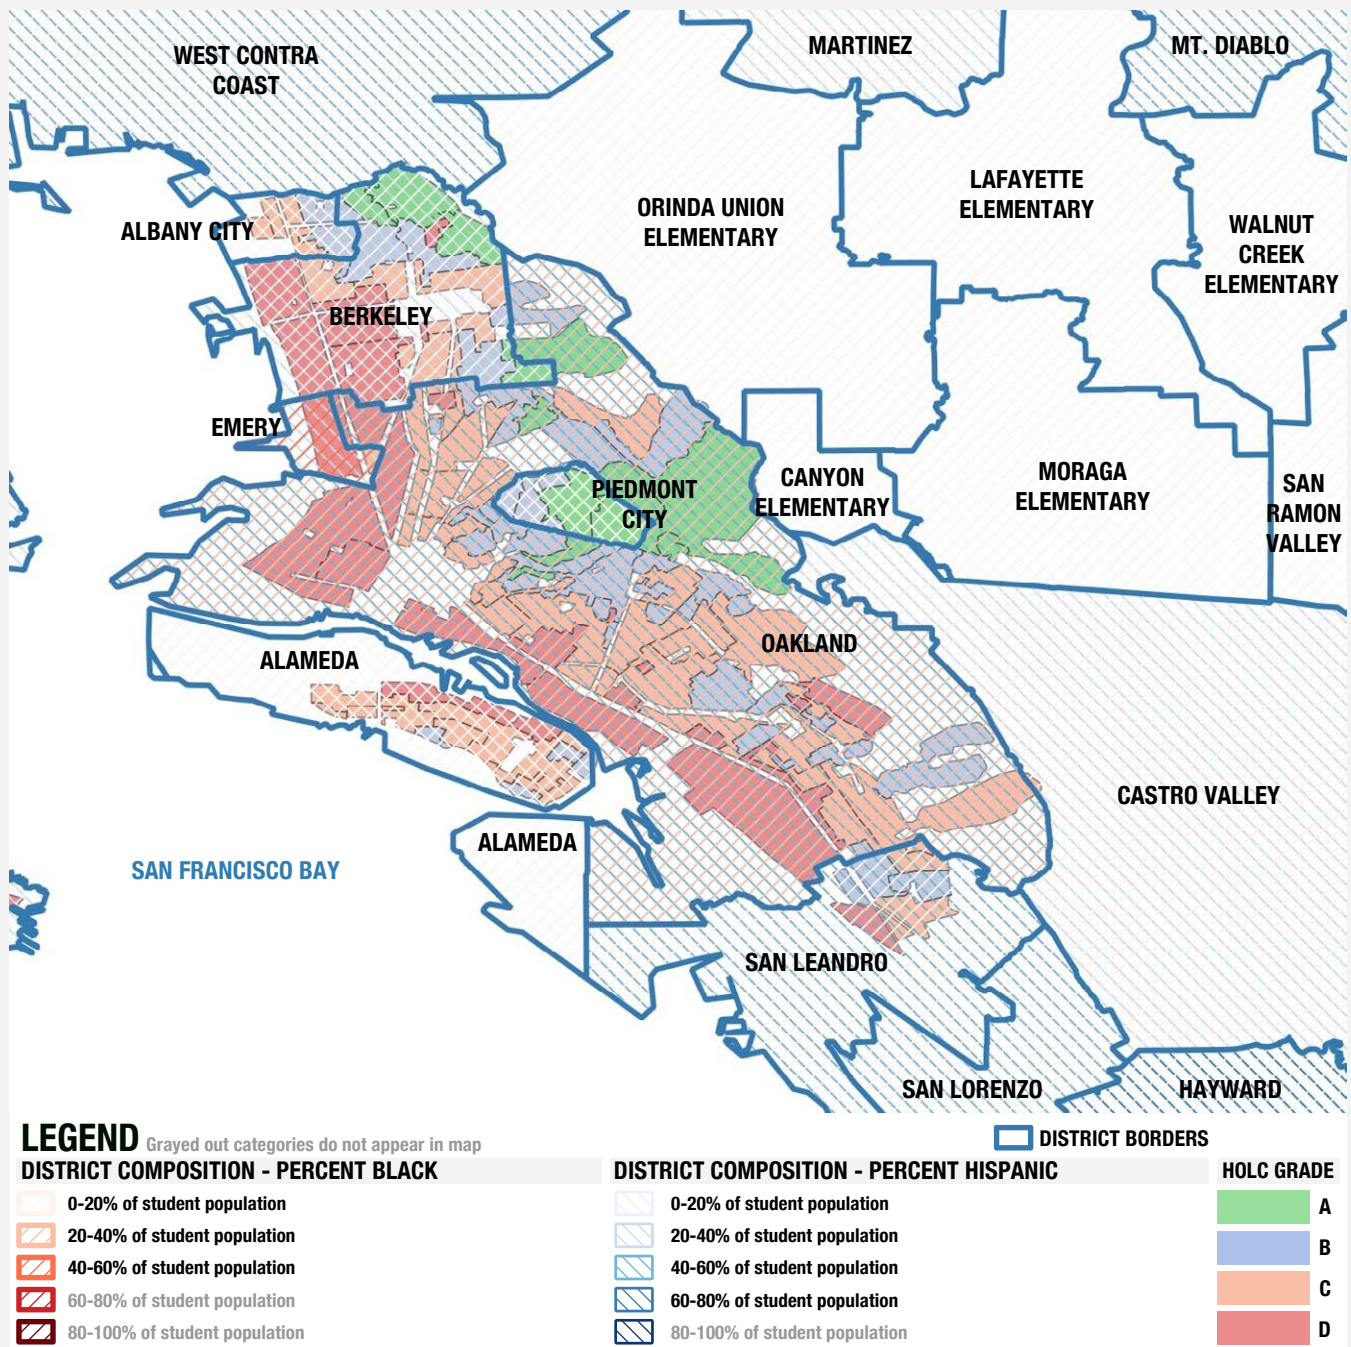 WEST CONTRA
COAST
MARTINEZ
MT. DIABLO
ALBANY CITY
ORINDA UNION
ELEMENTARY
LAFAYETTE
ELEMENTARY
WALNUT
CREEK
ELEMENTARY
BERKELEY
EMERY
PIEDMONT
CITY
CANYON
ELEMENTARY
MORAGA
ELEMENTARY
SAN
RAMON
VALLEY
ALAMEDA
OAKLAND
CASTRO VALLEY
ALAMEDA
SAN FRANCISCO BAY
SAN LEANDRO
SAN LORENZO
HAYWARD
LEGEND Grayed out categories do not appear in map
DISTRICT BORDERS
DISTRICT COMPOSITION - PERCENT BLACK
0-20% of student population
20-40% of student population
40-60% of student population
60-80% of student population
80-100% of student population
DISTRICT COMPOSITION - PERCENT HISPANIC
0-20% of student population
20-40% of student population
40-60% of student population
60-80% of student population
80-100% of student population
HOLC GRADE
A
B
C
D